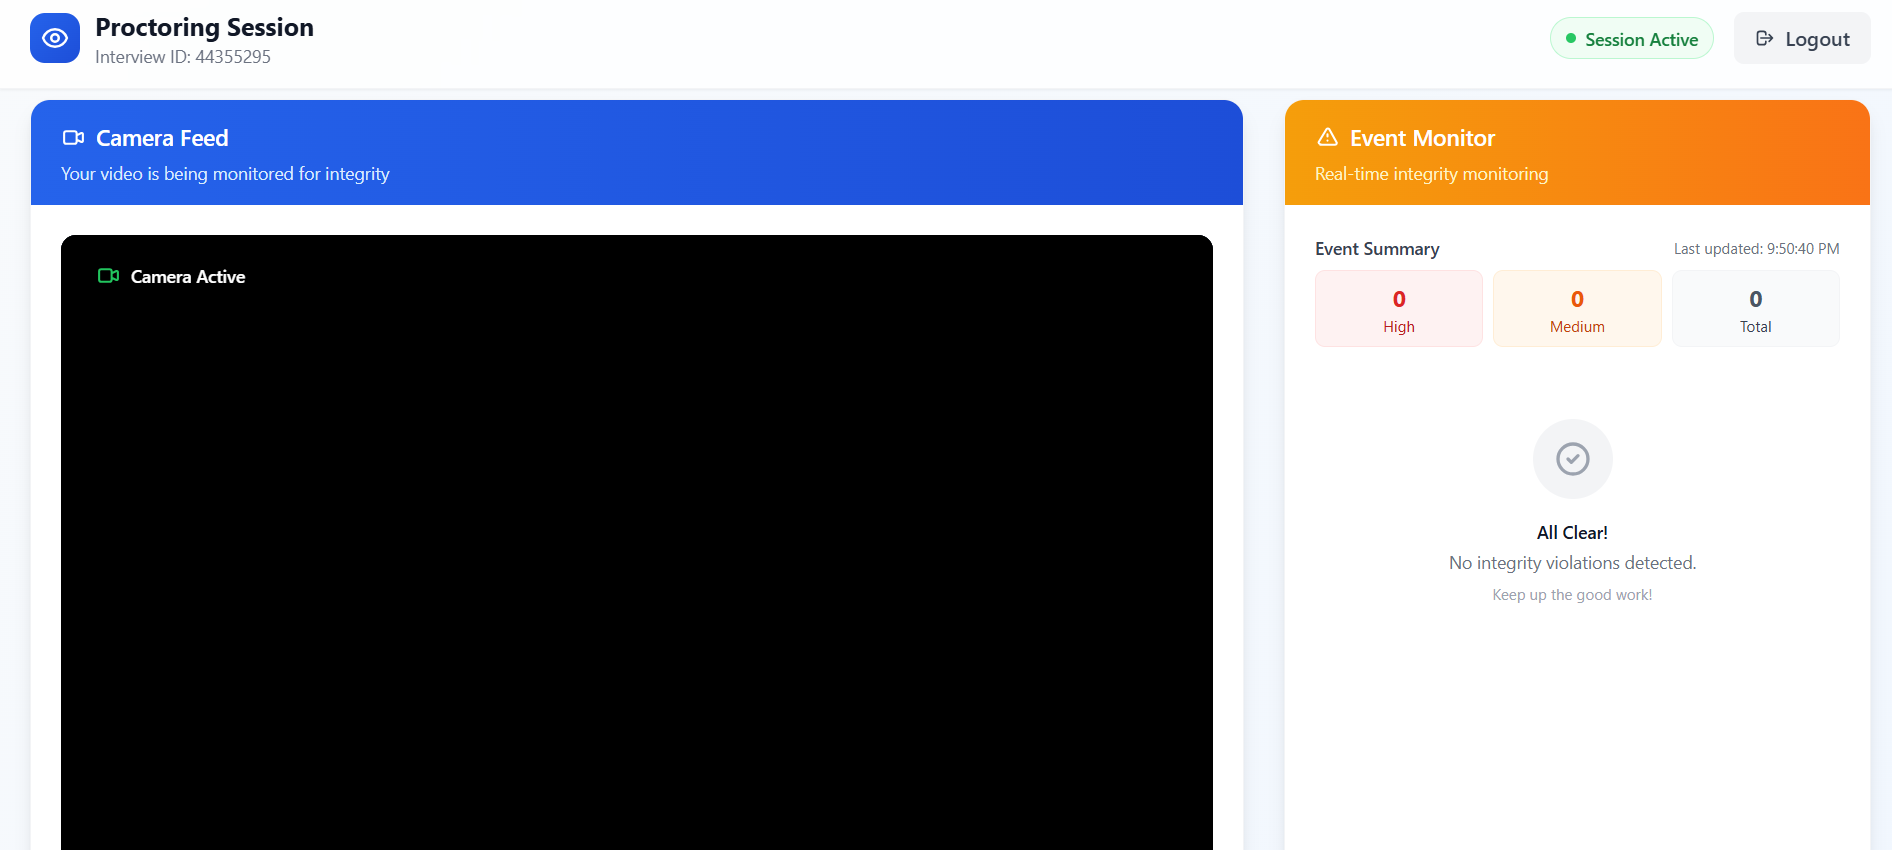 Proctoring Session
Interview ID: 44355295
Session Active
Logout
Camera Feed
Your video is being monitored for integrity
Camera Active
Event Monitor
Real-time integrity monitoring
Event Summary
Last updated: 9:50:40 PM
0
High
0
Medium
0
Total
All Clear!
No integrity violations detected.
Keep up the good work!